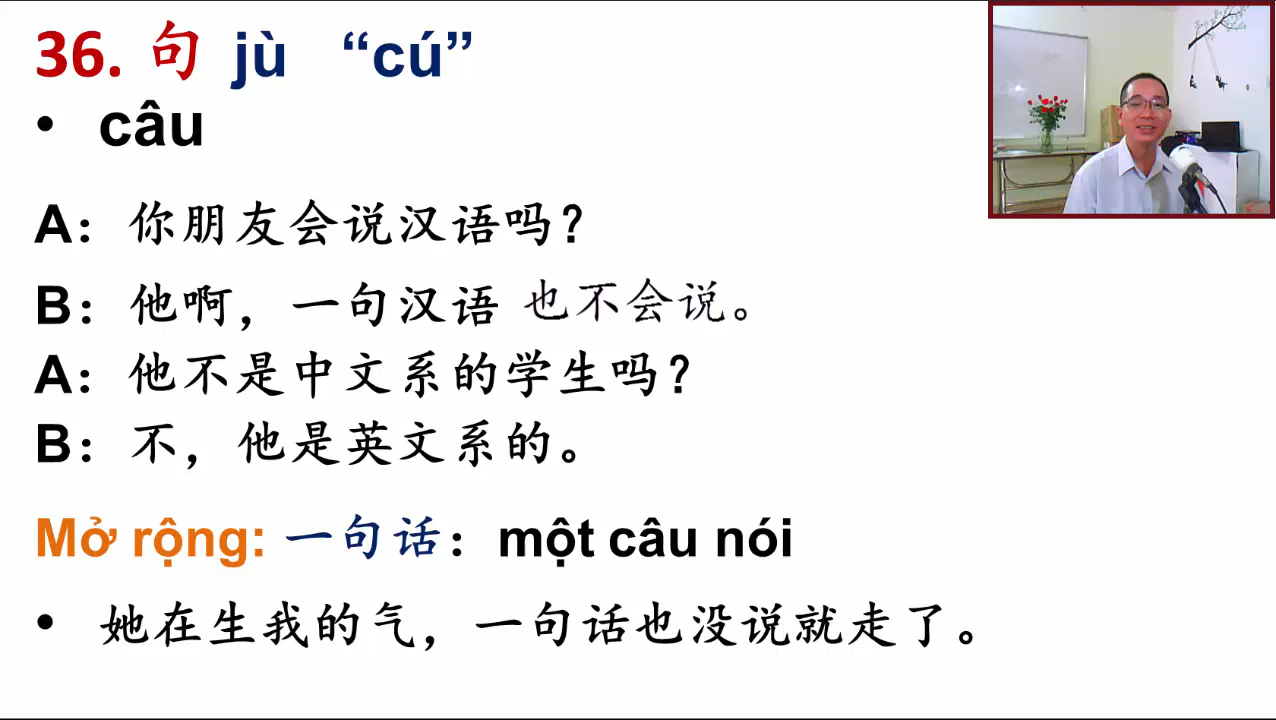 36. 句 jù “cú”
• câu
A：你朋友会说汉语吗？
B：他啊，一句汉语 也不会说。
A：他不是中文系的学生吗？
B：不，他是英文系的。
Mở rộng: 一句话：một câu nói
• 她在生我的气，一句话也没说就走了。